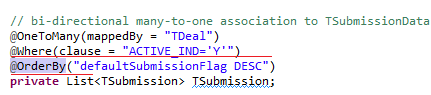 // bi-directional many-to-one association to TSubmissionData
@OneToMany(mappedBy = "TDeal")
@Where(clause = "ACTIVE_IND='Y'")
@OrderBy("defaultSubmissionFlag DESC")
private List<TSubmission> TSubmission;